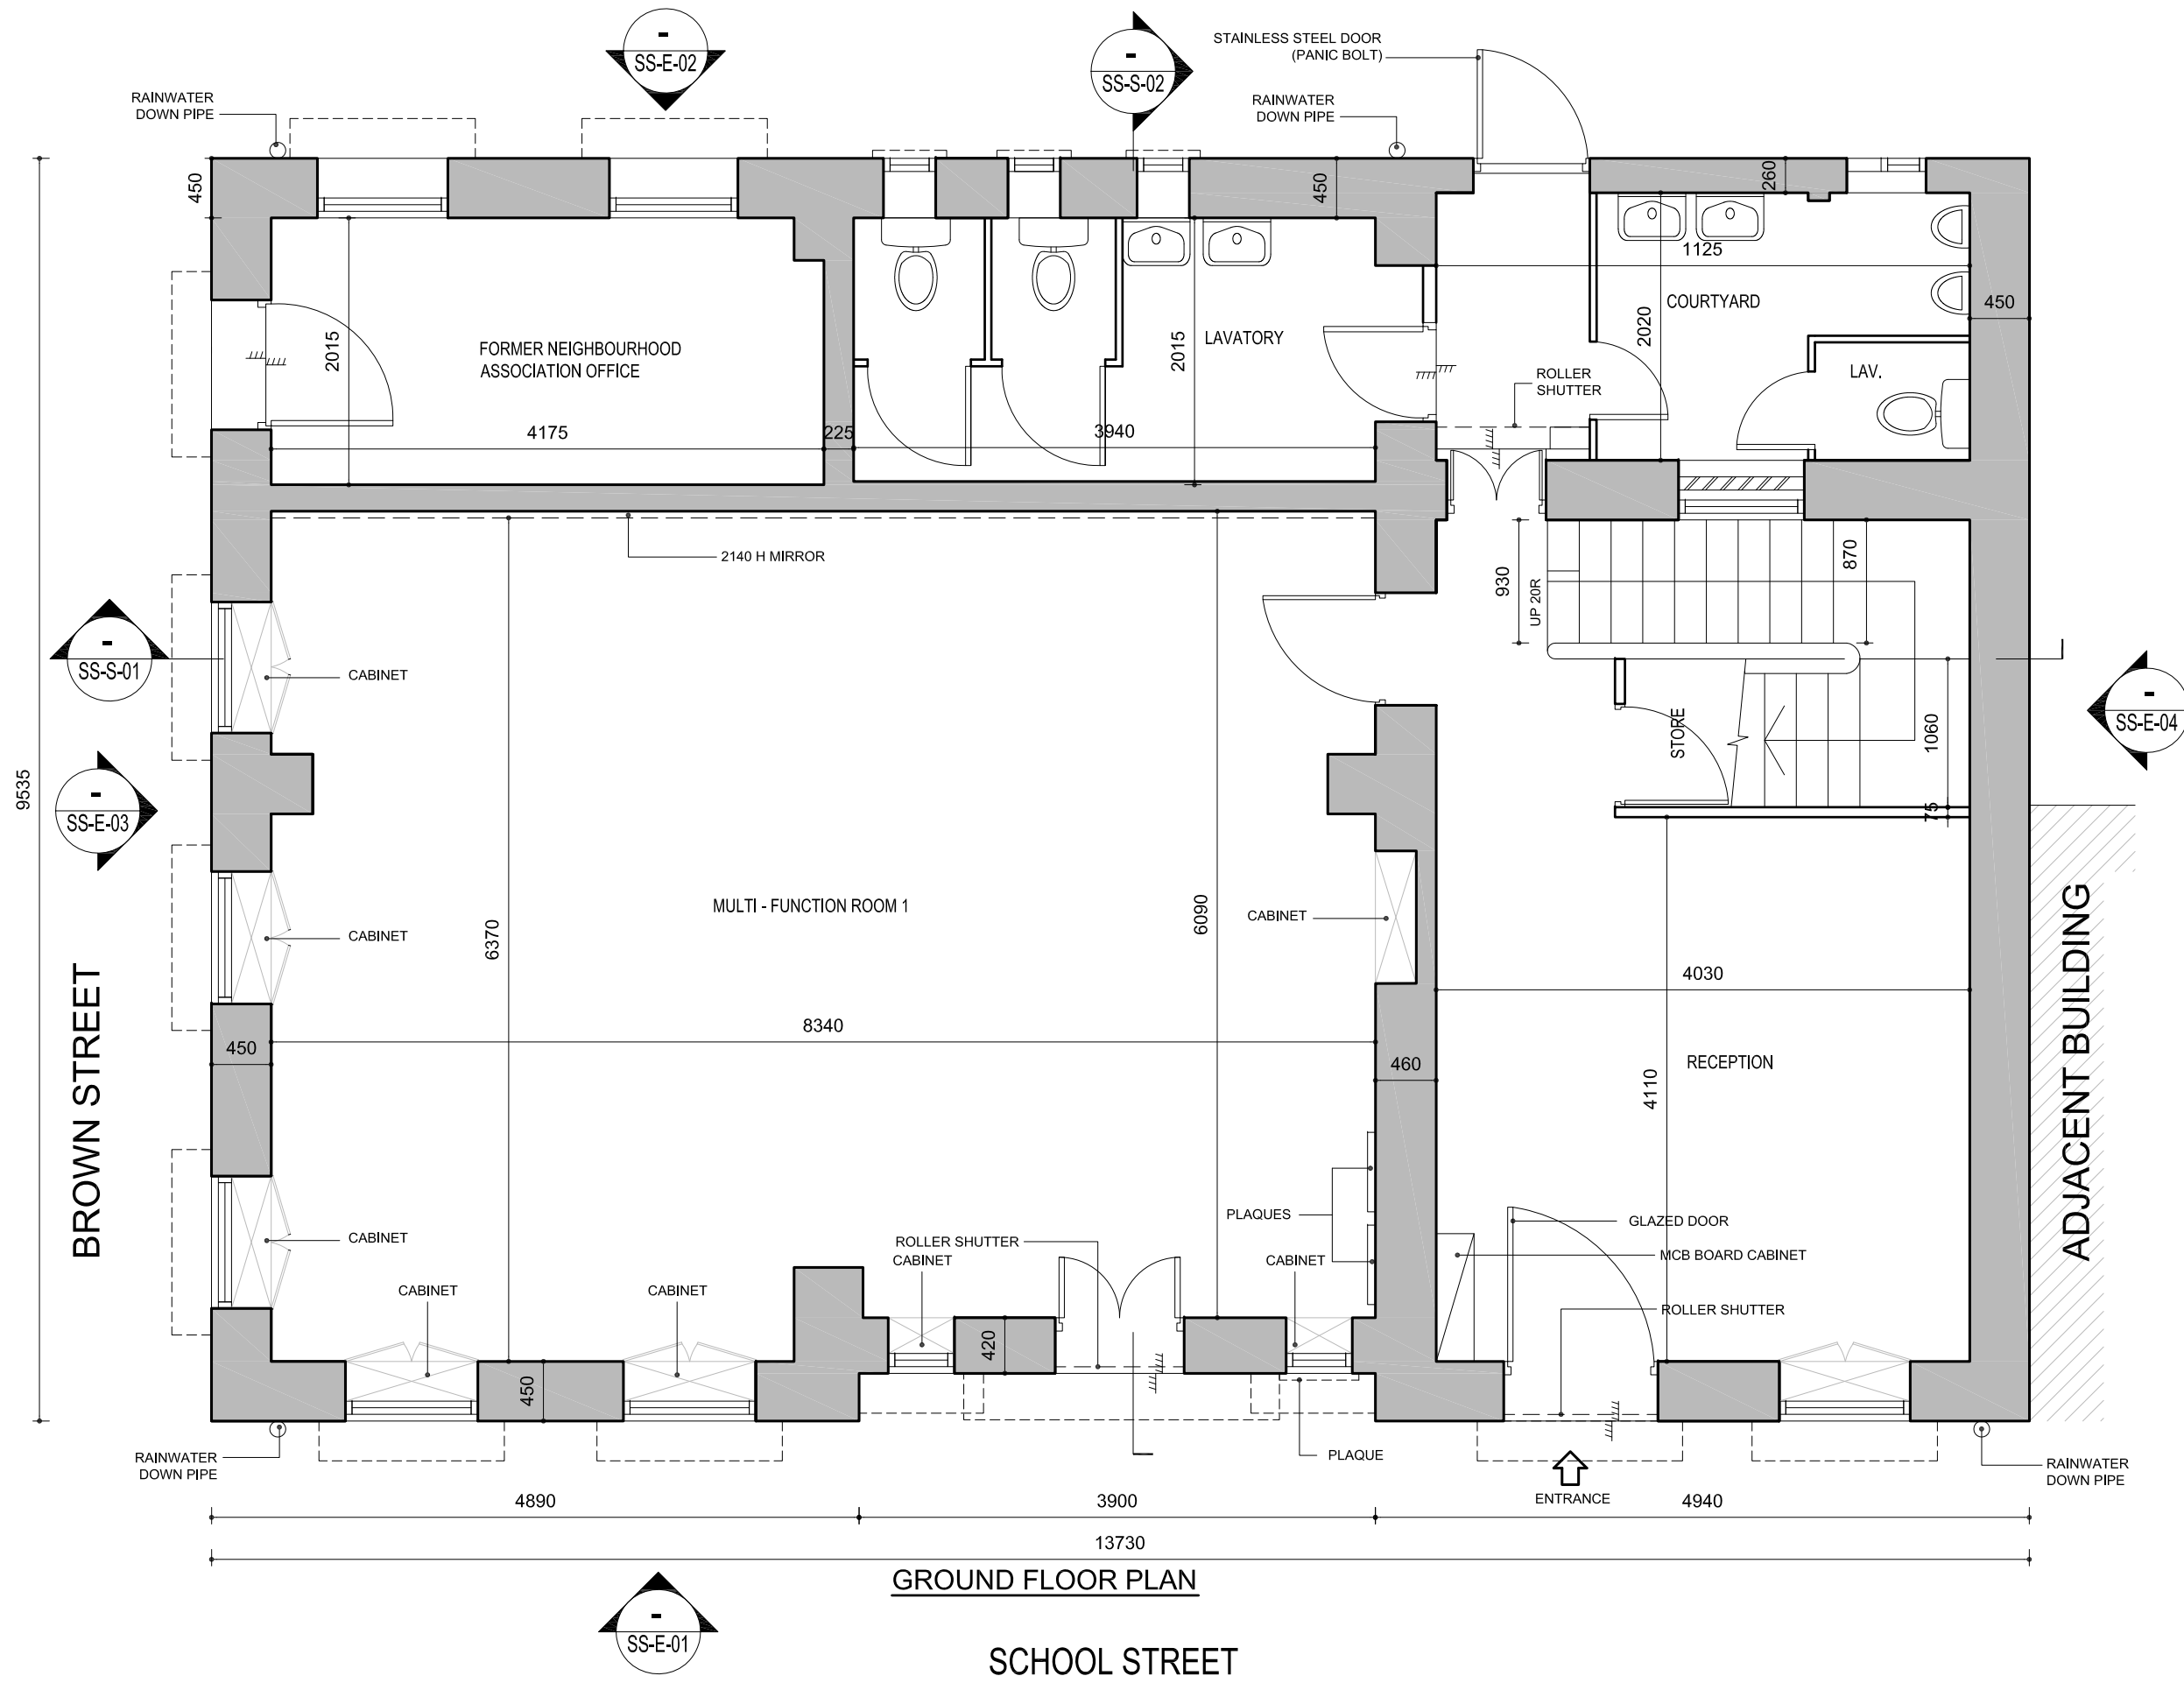 -
SS-E-02
-
SS-S-02
STAINLESS STEEL DOOR
(PANIC BOLT)
RAINWATER
DOWN PIPE
RAINWATER
DOWN PIPE
450
450
260
1125
COURTYARD
450
2015
FORMER NEIGHBOURHOOD
ASSOCIATION OFFICE
2015
LAVATORY
2020
ROLLER
SHUTTER
LAV.
4175
225
3940
2140 H MIRROR
930
UP 20R
870
-
SS-S-01
CABINET
STORE
1060
-
SS-E-04
9535
-
SS-E-03
75
CABINET
MULTI - FUNCTION ROOM 1
6370
6090
CABINET
4030
BROWN STREET
ADJACENT BUILDING
8340
450
460
4110
RECEPTION
CABINET
ROLLER SHUTTER
CABINET
PLAQUES
CABINET
GLAZED DOOR
MCB BOARD CABINET
CABINET
CABINET
ROLLER SHUTTER
420
450
RAINWATER
DOWN PIPE
PLAQUE
RAINWATER
DOWN PIPE
ENTRANCE
4890
3900
4940
13730
GROUND FLOOR PLAN
-
SS-E-01
SCHOOL STREET